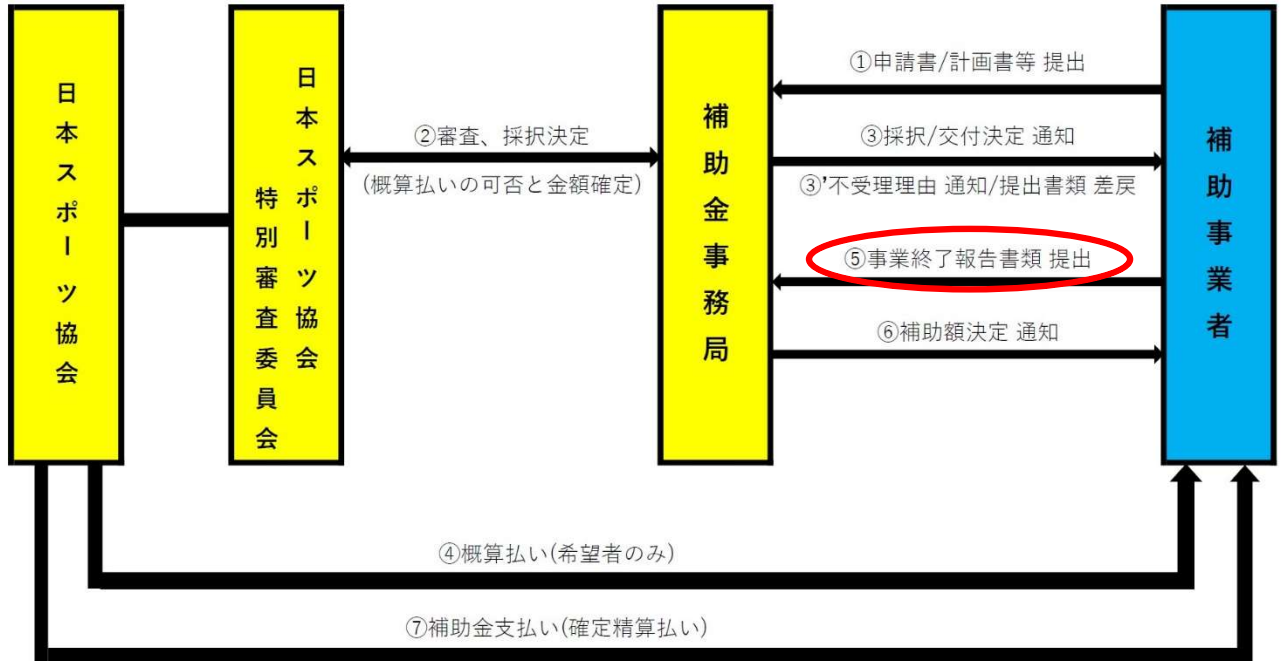 日本スポーツ協会
日本スポーツ協会
特別審査委員会
②審査、採択決定
(概算払いの可否と金額確定)
補助金事務局
①申請書/計画書等 提出
③採択/交付決定 通知
③’不受理理由 通知/提出書類 差戻
⑤事業終了報告書類 提出
⑥補助額決定 通知
補助事業者
④概算払い(希望者のみ)
⑦補助金支払い(確定精算払い)